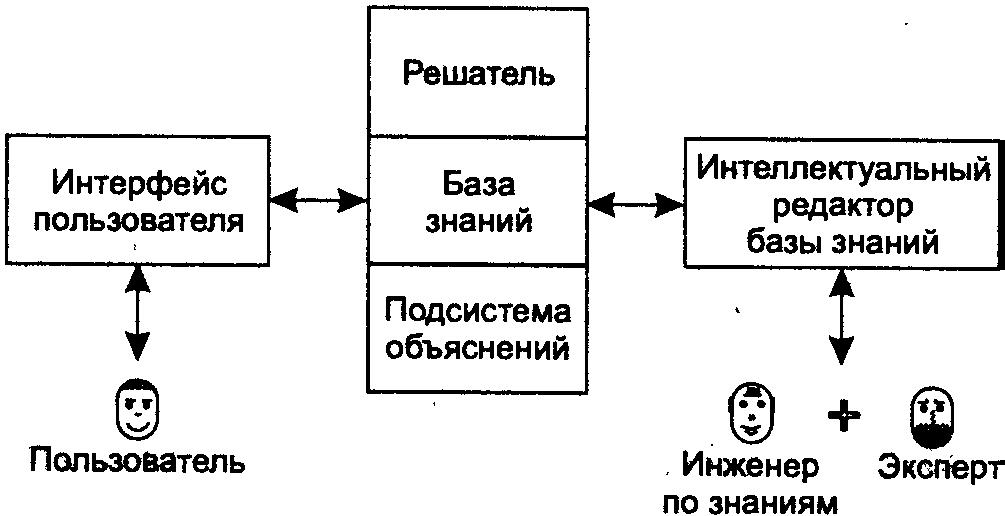 Решатель
Интерфейс
пользователя
База
знаний
Интеллектуальный
редактор
базы знаний
Подсистема
объяснений
Пользователь
+
Инженер
по знаниям
Эксперт